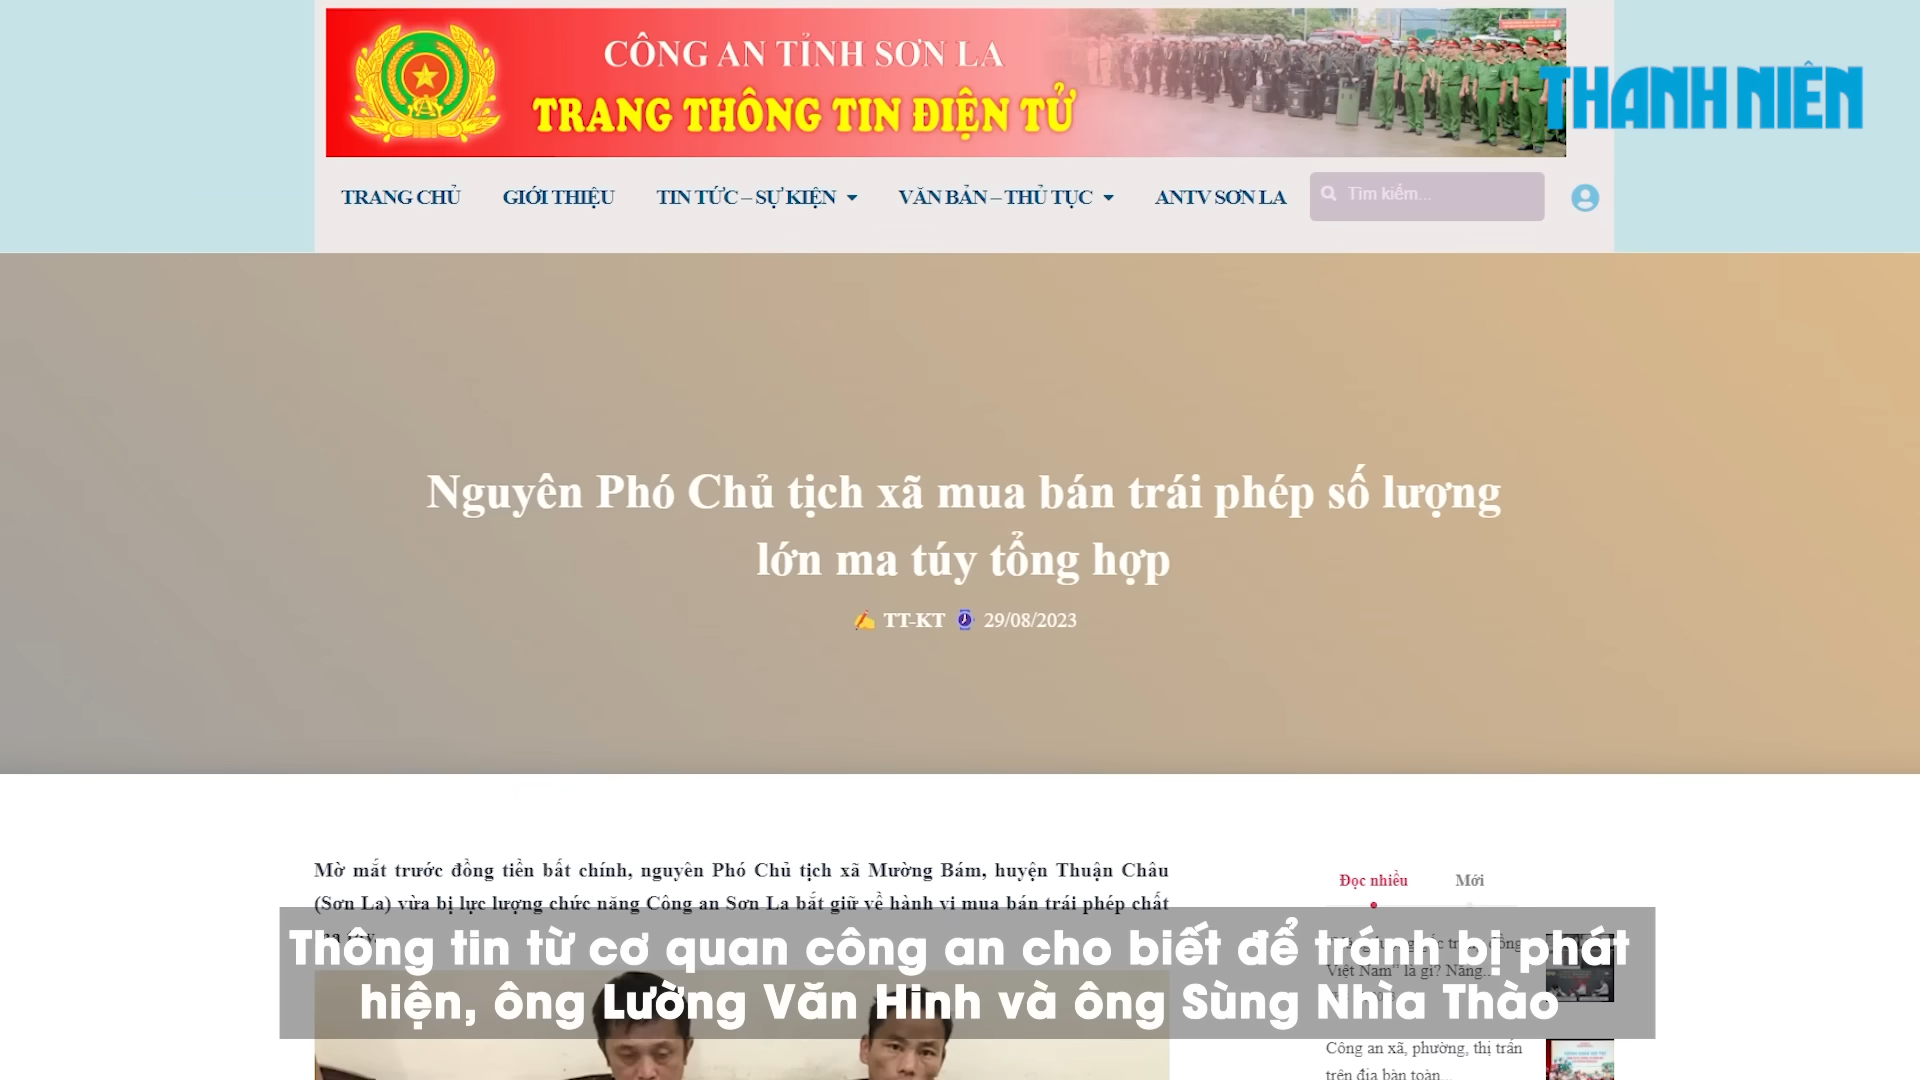 CÔNG AN TỈNH SƠN LA
TRANG THÔNG TIN ĐIỆN TỬ
THANH NIÊN
TRANG CHỦ GIỚI THIỆU TIN TỨC – SỰ KIỆN VĂN BẢN – THỦ TỤC ANTV SƠN LA Tìm kiếm...
Nguyên Phó Chủ tịch xã mua bán trái phép số lượng
lớn ma túy tổng hợp
TT-KT 29/08/2023
Mờ mắt trước đồng tiền bất chính, nguyên Phó Chủ tịch xã Mường Bám, huyện Thuận Châu
(Sơn La) vừa bị lực lượng chức năng Công an Sơn La bắt giữ về hành vi mua bán trái phép chất
Thông tin từ cơ quan công an cho biết để tránh bị phát
hiện, ông Lường Văn Hinh và ông Sùng Nhìa Thào
Đọc nhiều Mới
Việt Nam" là gì? Nâng...
Công an xã, phường, thị trấn
trên địa bàn toàn...